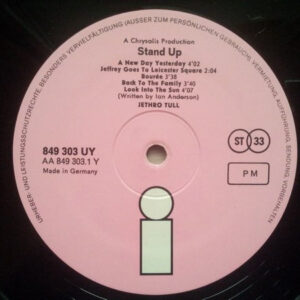 URHEBER- UND LEISTUNGSSCHUTZRECHTE, BESONDERS VERVIELFÄLTIGUNG (AUSSER ZUM PERSÖNLICHEN GEBRAUCH), VERMIETUNG, AUFFÜHRUNG, SENDUNG, VORBEHALTEN
A Chrysalis Production
Stand Up
A New Day Yesterday 4'02
Jeffrey Goes To Leicester Square 2:04
Bourée 3'38
Back To The Family 3'40
Look Into The Sun 4'07
(Written by Ian Anderson)
JETHRO TULL
849 303 UY
AA 849 303.1 Y
Made in Germany
ST 33
P M
i